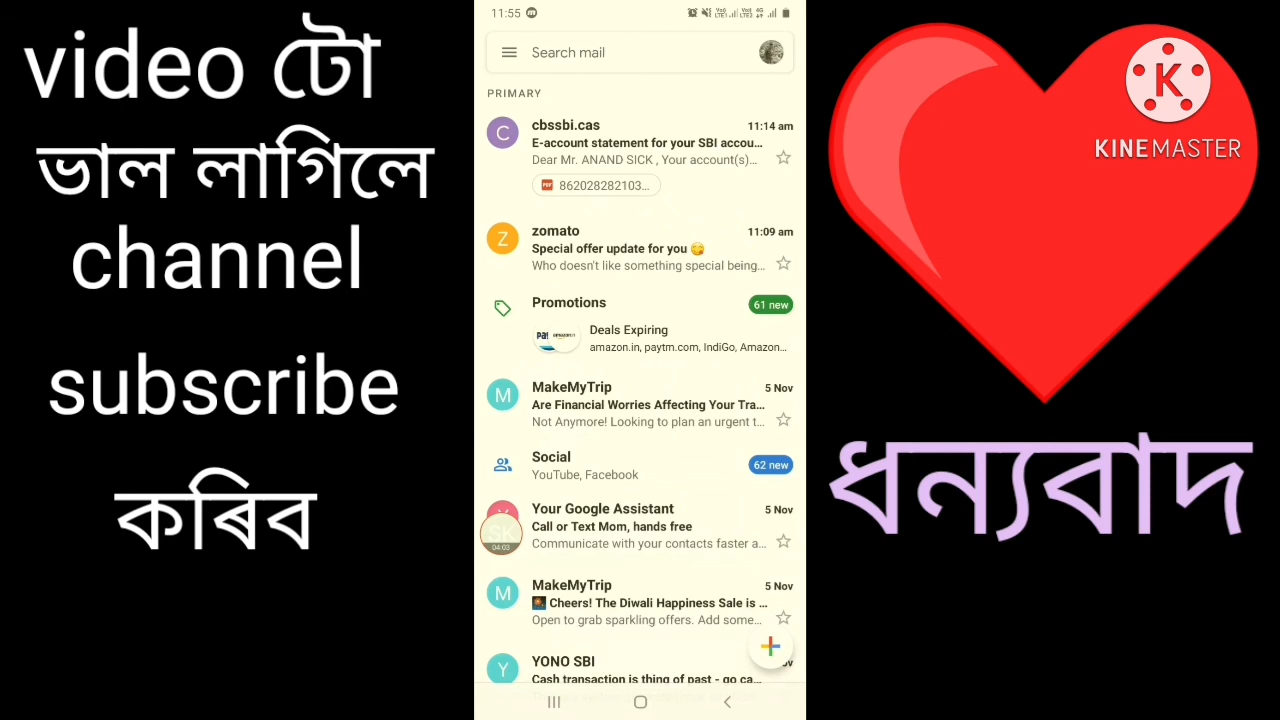 video টো
ভাল লাগিলে
channel
subscribe
কৰিব
11:55
Search mail
PRIMARY
cbssbi.cas 11:14 am
E-account statement for your SBI accou...
Dear Mr. ANAND SICK , Your account(s)...
862028282103...
zomato 11:09 am
Special offer update for you 😋
Who doesn't like something special being...
Promotions 61 new
Deals Expiring
amazon.in, paytm.com, IndiGo, Amazon...
MakeMyTrip 5 Nov
Are Financial Worries Affecting Your Tra...
Not Anymore! Looking to plan an urgent t...
Social 62 new
YouTube, Facebook
Your Google Assistant 5 Nov
Call or Text Mom, hands free
Communicate with your contacts faster a...
SK
04:03
MakeMyTrip 5 Nov
Cheers! The Diwali Happiness Sale is ...
Open to grab sparkling offers. Add some...
YONO SBI
Cash transaction is thing of past - go ca...
K
KINEMASTER
ধন্যবাদ